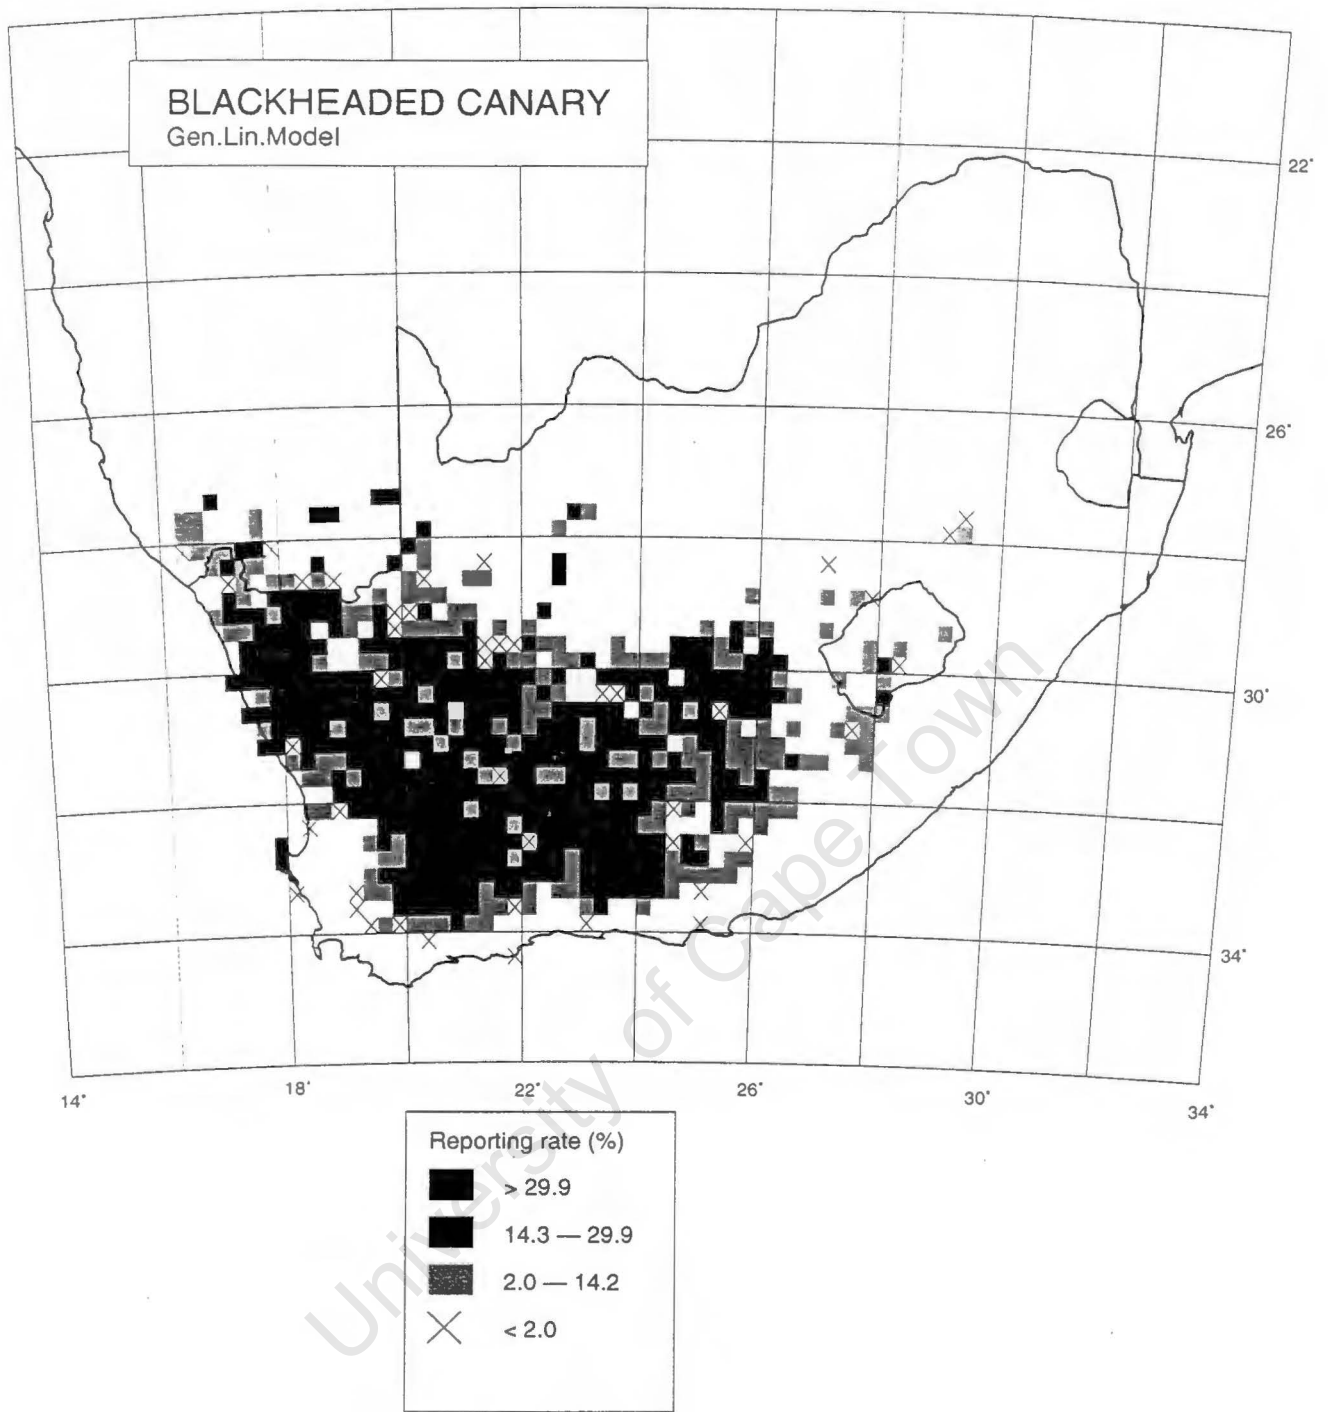 BLACKHEADED CANARY
Gen.Lin.Model
22°
26°
30°
34°
14°
18°
22°
26°
30°
34°
Reporting rate (%)
> 29.9
14.3 — 29.9
2.0 — 14.2
< 2.0
University of Cape Town